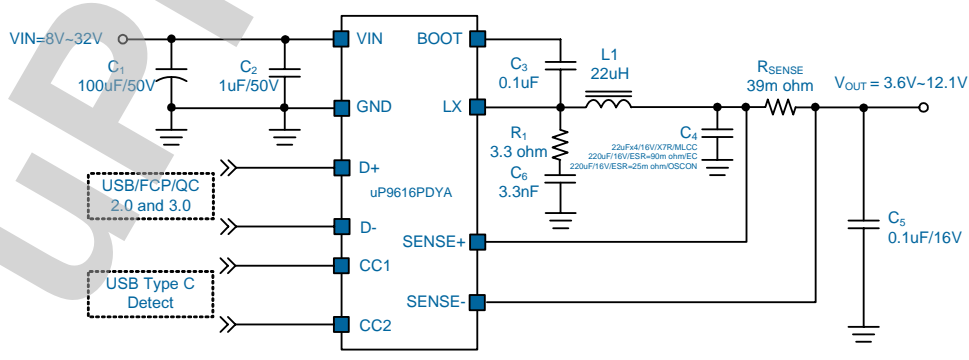 VIN=8V~32V
C1
100uF/50V
C2
1uF/50V
VIN
GND
D+
D-
CC1
CC2
uP9616PDYA
BOOT
LX
SENSE+
SENSE-
USB/FCP/QC
2.0 and 3.0
USB Type C
Detect
C3
0.1uF
L1
22uH
R1
3.3 ohm
C6
3.3nF
C4
22uFx4/16V/X7R/MLCC
220uF/16V/ESR=90m ohm/EC
220uF/16V/ESR=25m ohm/OSCON
RSENSE
39m ohm
VOUT = 3.6V~12.1V
C5
0.1uF/16V
uPI